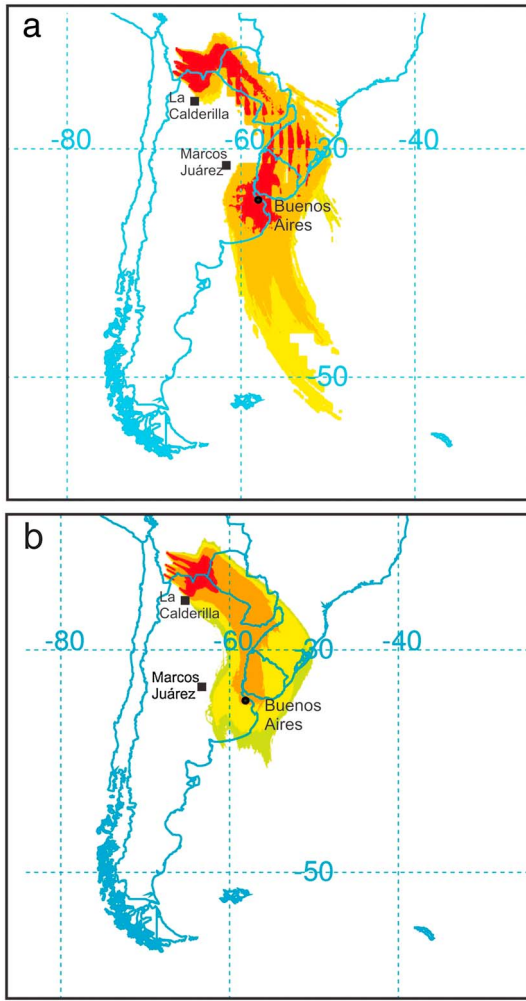 a
La
Calderilla
-80
-60
-40
Marcos
Juárez
-30
Buenos
Aires
-50
b
La
Calderilla
-80
-60
-40
-30
Marcos
Juárez
Buenos
Aires
-50